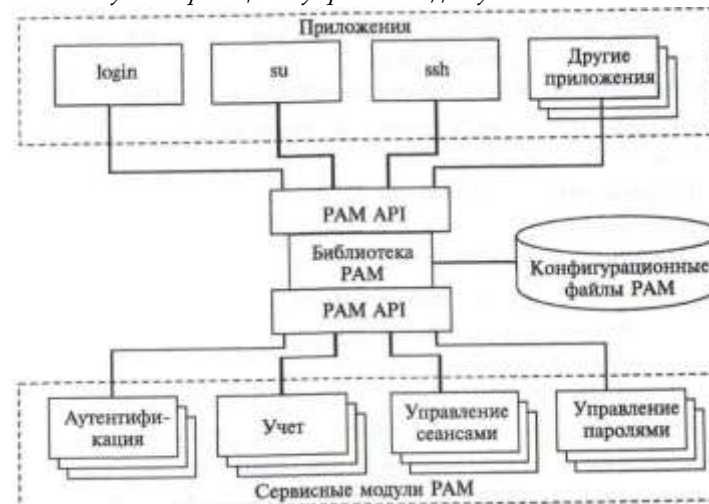 Приложения
login
su
ssh
Другие
приложения
PAM API
Библиотека
PAM
Конфигурационные
файлы PAM
PAM API
Аутентифи-
кация
Учет
Управление
сеансами
Управление
паролями
Сервисные модули PAM